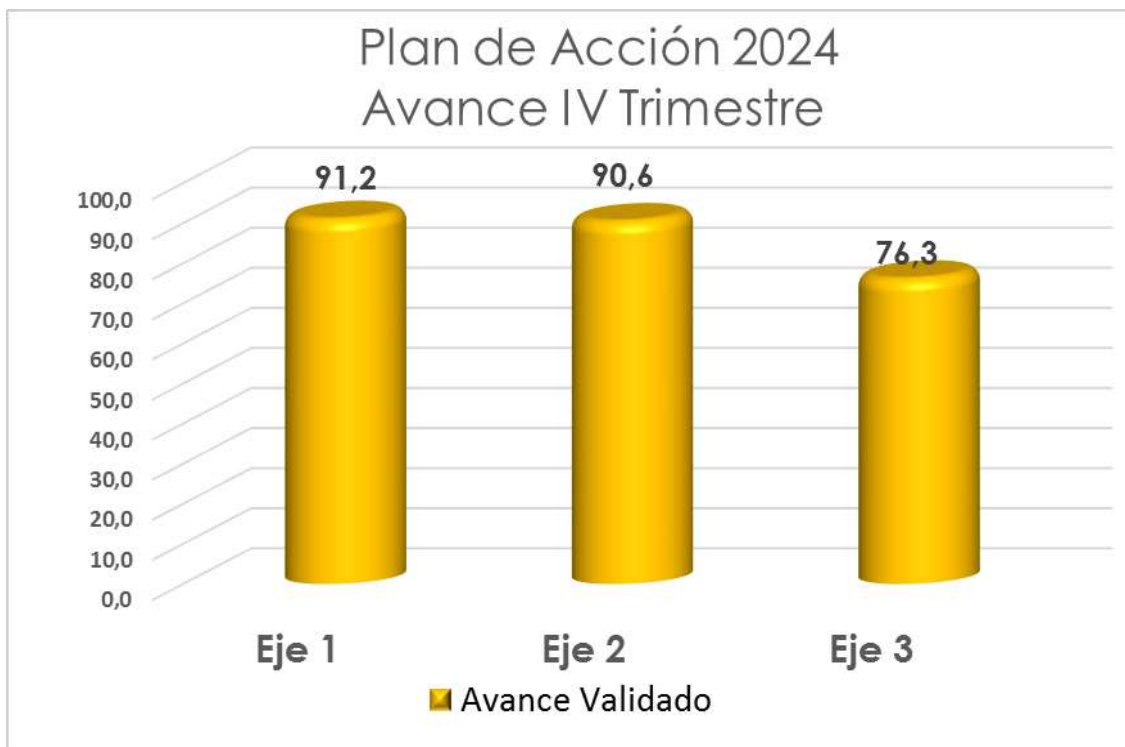 Plan de Acción 2024
Avance IV Trimestre
91,2
90,6
76,3
100,0
90,0
80,0
70,0
60,0
50,0
40,0
30,0
20,0
10,0
0,0
Eje 1
Eje 2
Eje 3
Avance Validado